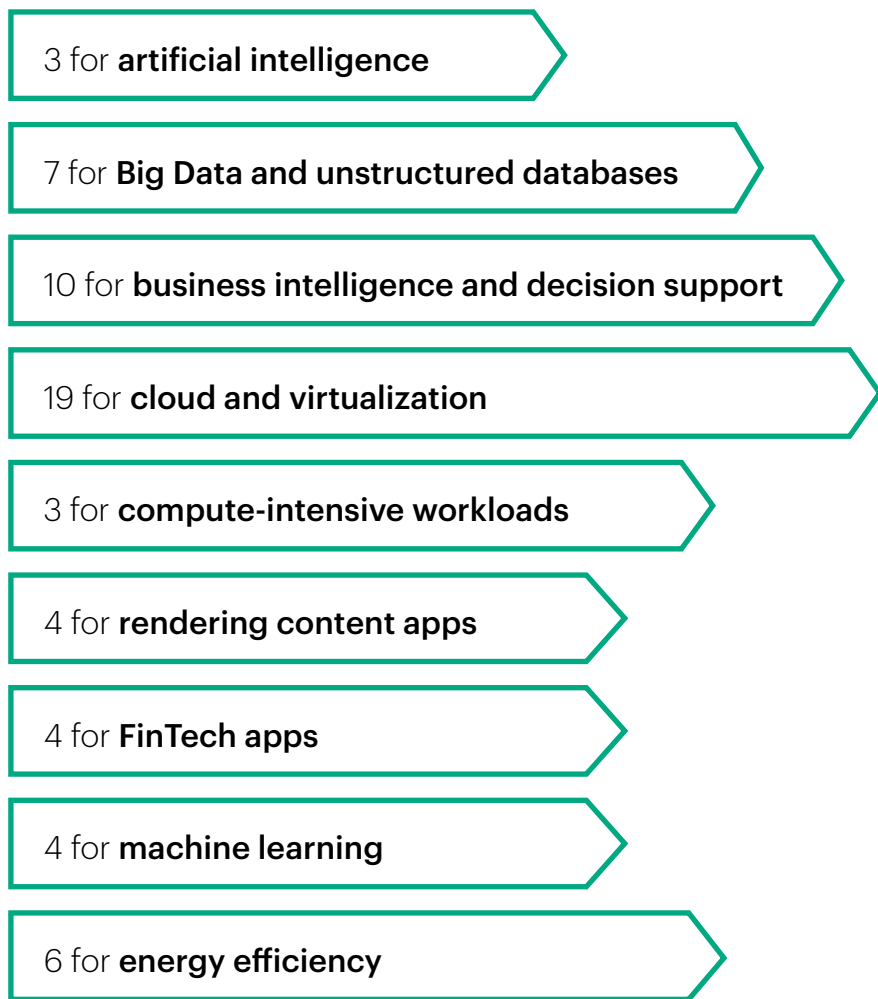 3 for artificial intelligence
7 for Big Data and unstructured databases
10 for business intelligence and decision support
19 for cloud and virtualization
3 for compute-intensive workloads
4 for rendering content apps
4 for FinTech apps
4 for machine learning
6 for energy efficiency